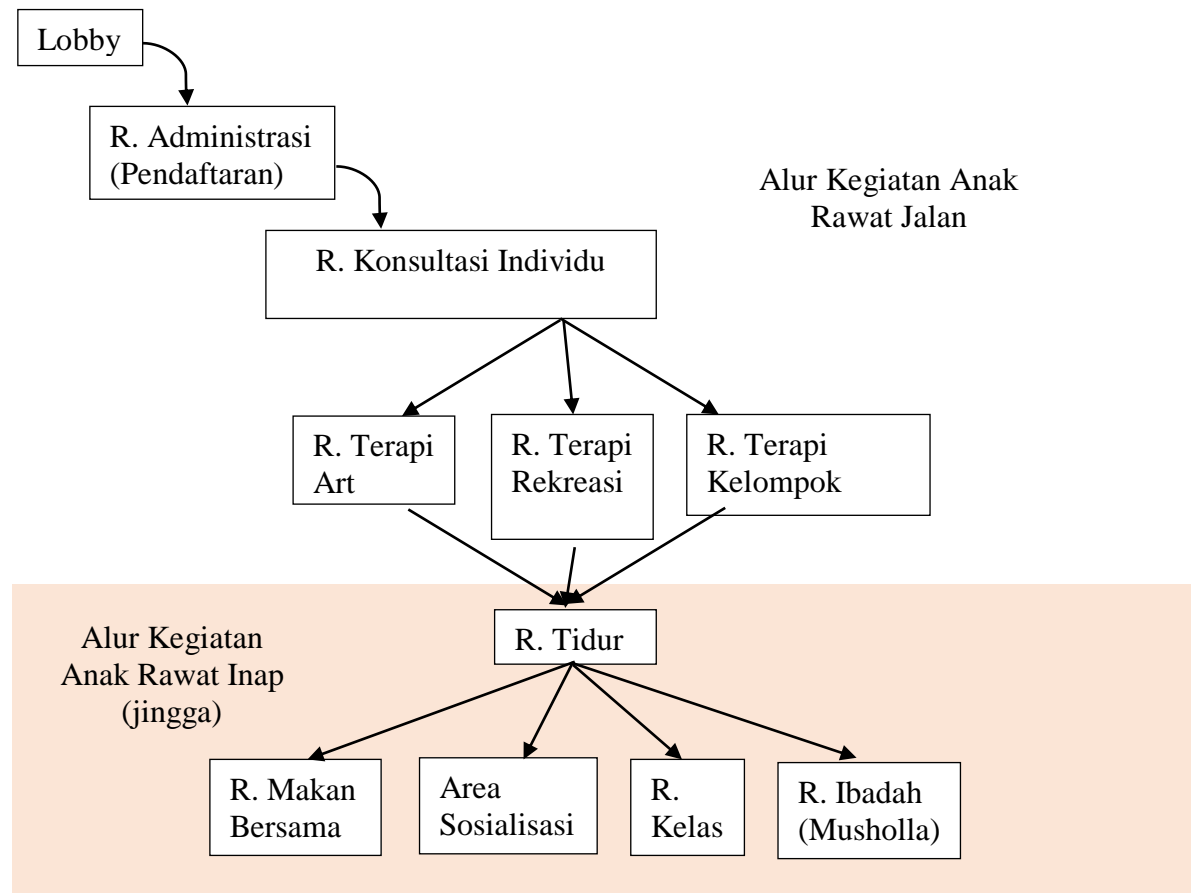 Lobby
R. Administrasi
(Pendaftaran)
Alur Kegiatan Anak
Rawat Jalan
R. Konsultasi Individu
R. Terapi
Art
R. Terapi
Rekreasi
R. Terapi
Kelompok
Alur Kegiatan
Anak Rawat Inap
(jingga)
R. Tidur
R. Makan
Bersama
Area
Sosialisasi
R.
Kelas
R. Ibadah
(Musholla)